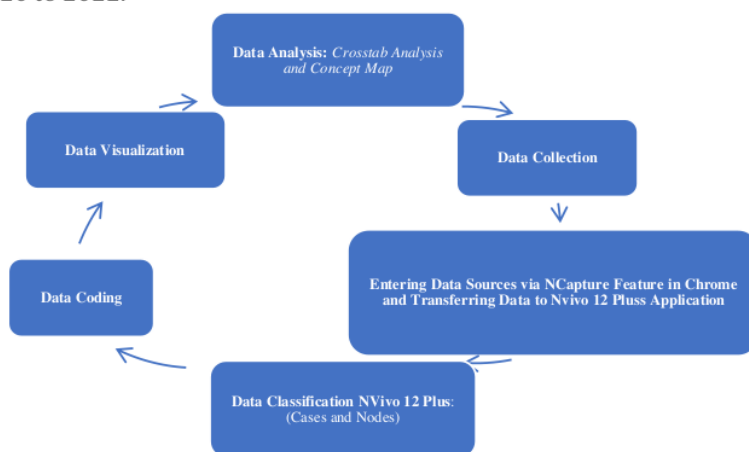 Data Analysis: Crosstab Analysis
and Concept Map
Data Collection
Entering Data Sources via NCapture Feature in Chrome
and Transferring Data to Nvivo 12 Pluss Application
Data Classification NVivo 12 Plus:
(Cases and Nodes)
Data Coding
Data Visualization